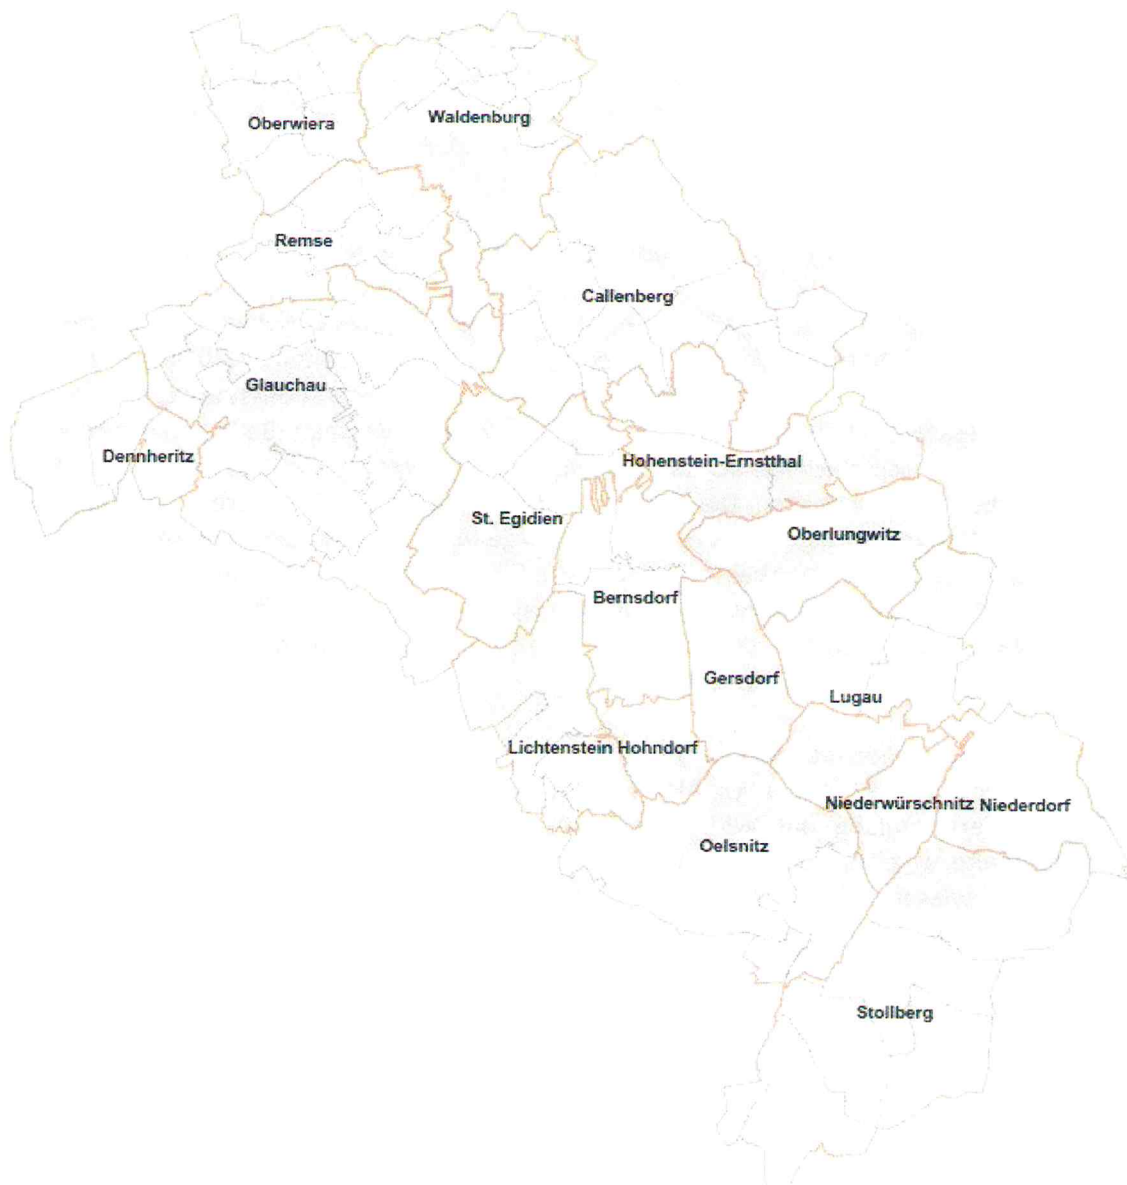 Waldenburg
Oberwiera
Remse
Callenberg
Glauchau
Dennheritz
Hohenstein-Ernstthal
St. Egidien
Oberlungwitz
Bernsdorf
Gersdorf
Lugau
Lichtenstein Hohndorf
Niederwürschnitz Niederdorf
Oelsnitz
Stollberg